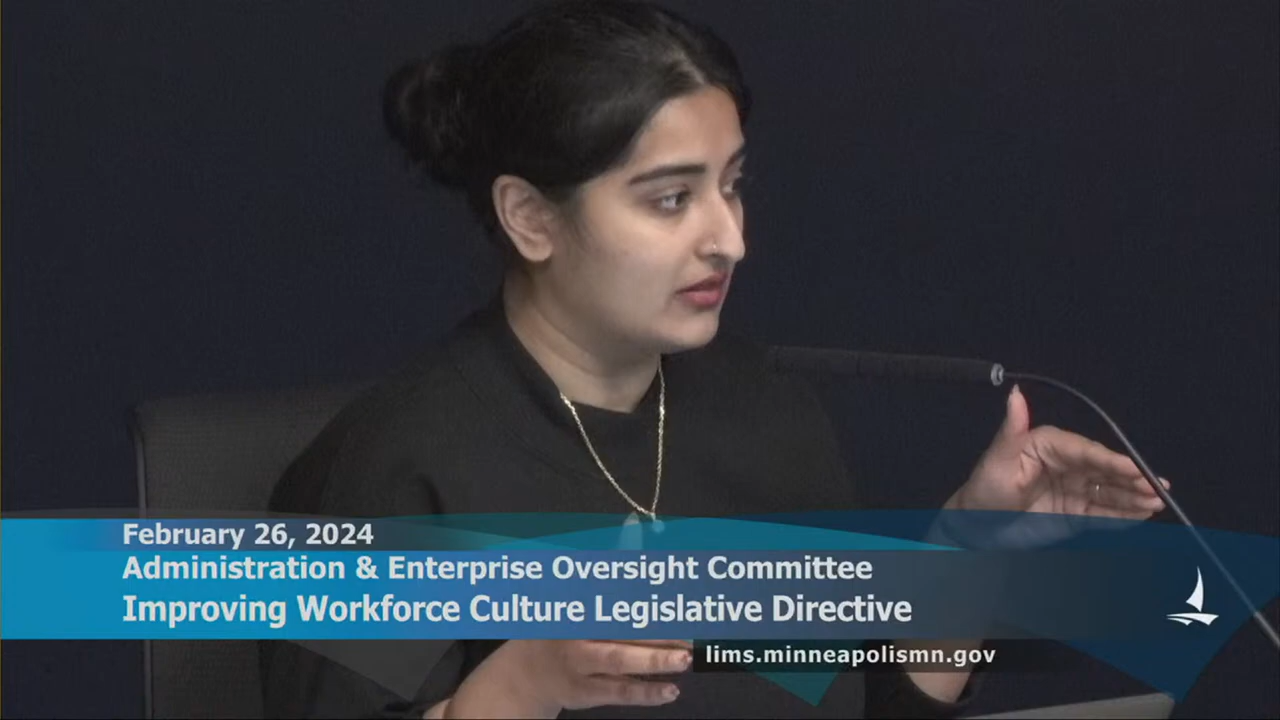 February 26, 2024
Administration & Enterprise Oversight Committee
Improving Workforce Culture Legislative Directive
lims.minneapolismn.gov